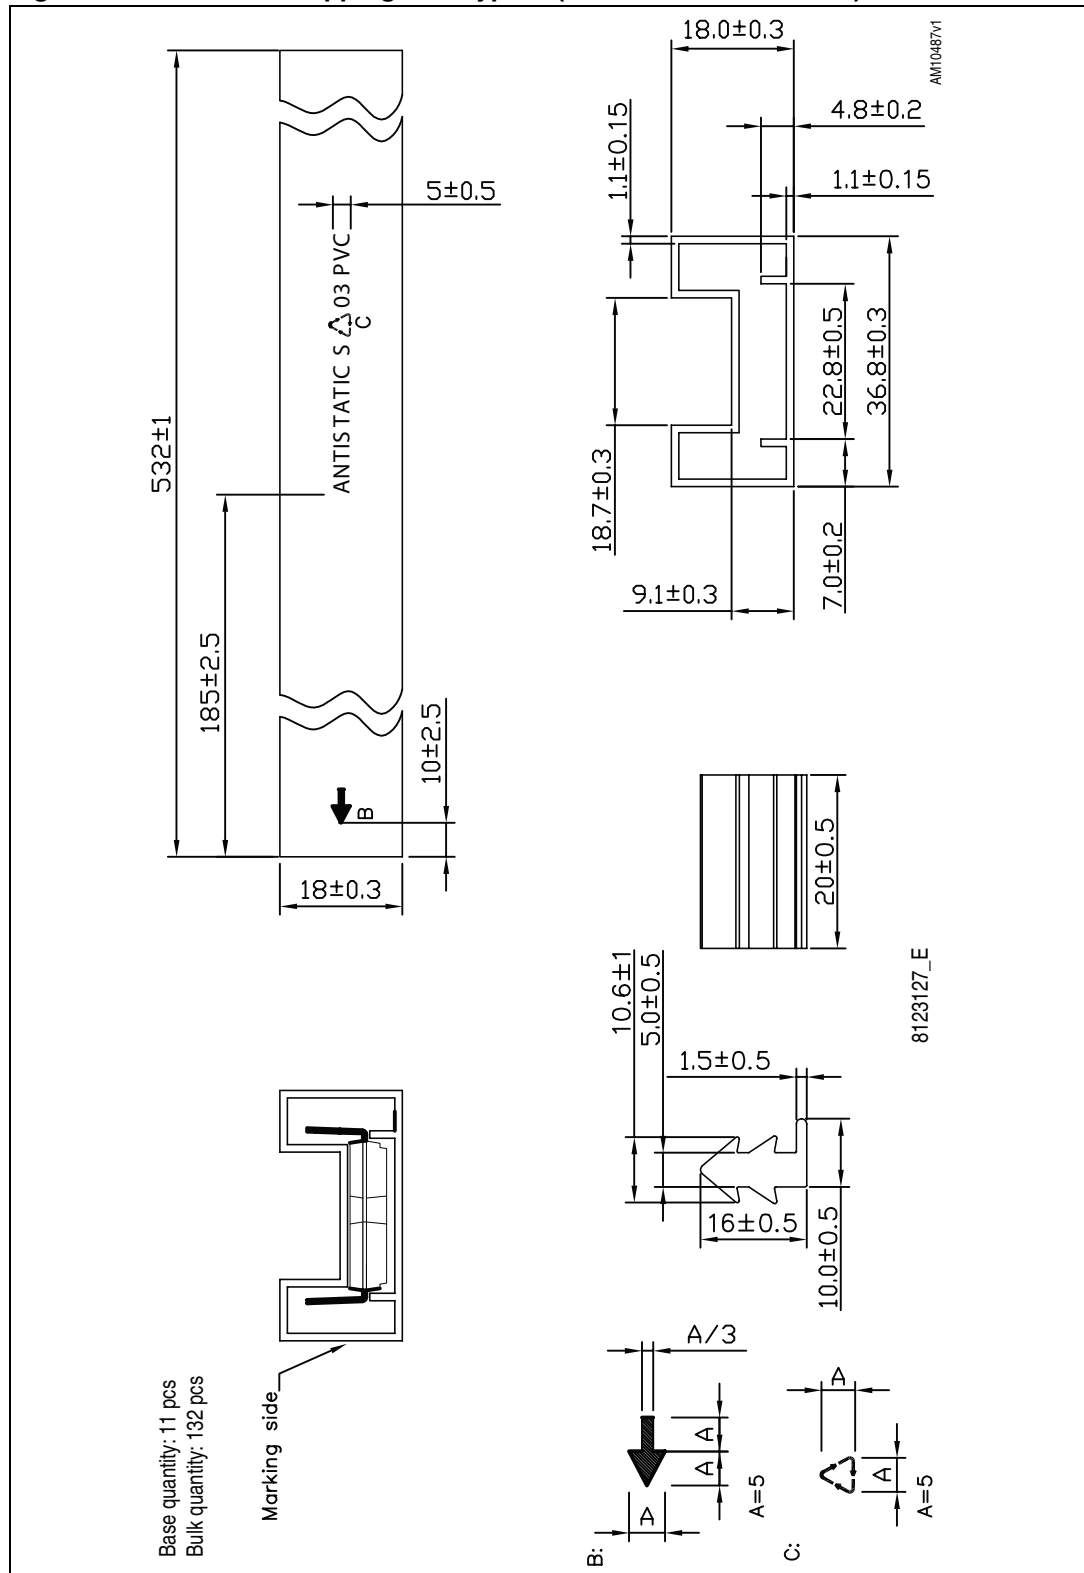 AM10487v1
18.0±0.3
4.8±0.2
1.1±0.15
1.1±0.15
5±0.5
ANTISTATIC S 03 PVC
C
532±1
22.8±0.5
36.8±0.3
18.7±0.3
7.0±0.2
9.1±0.3
185±2.5
10±2.5
B
18±0.3
20±0.5
8123127_E
10.6±1
5.0±0.5
1.5±0.5
16±0.5
10.0±0.5
Base quantity: 11 pcs
Bulk quantity: 132 pcs
Marking side
B:
A/3
A
A
A
A=5
C:
A
A
A=5